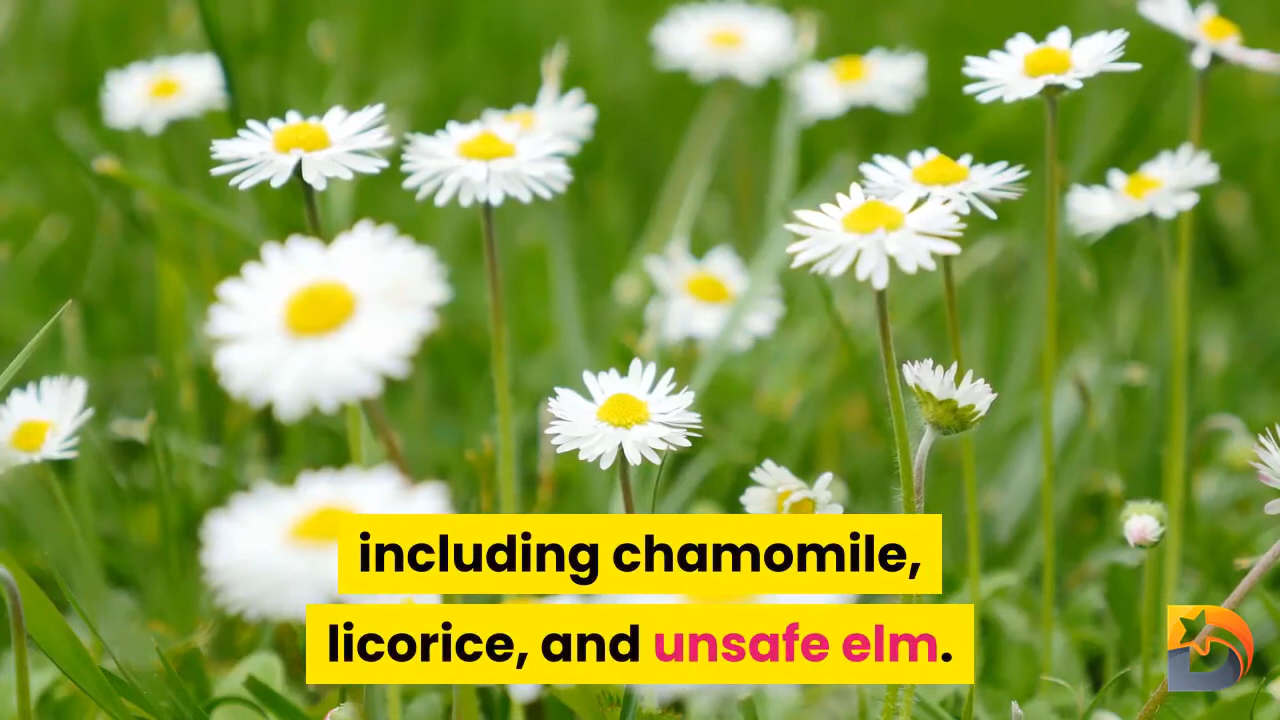 including chamomile,
licorice, and unsafe elm.